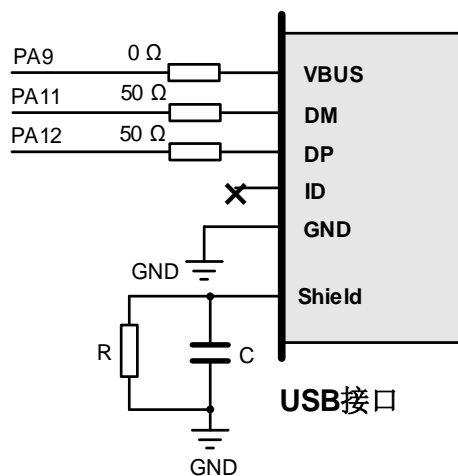 PA9 0 Ω VBUS
PA11 50 Ω DM
PA12 50 Ω DP
ID
GND
GND
Shield
R C
USB接口
GND